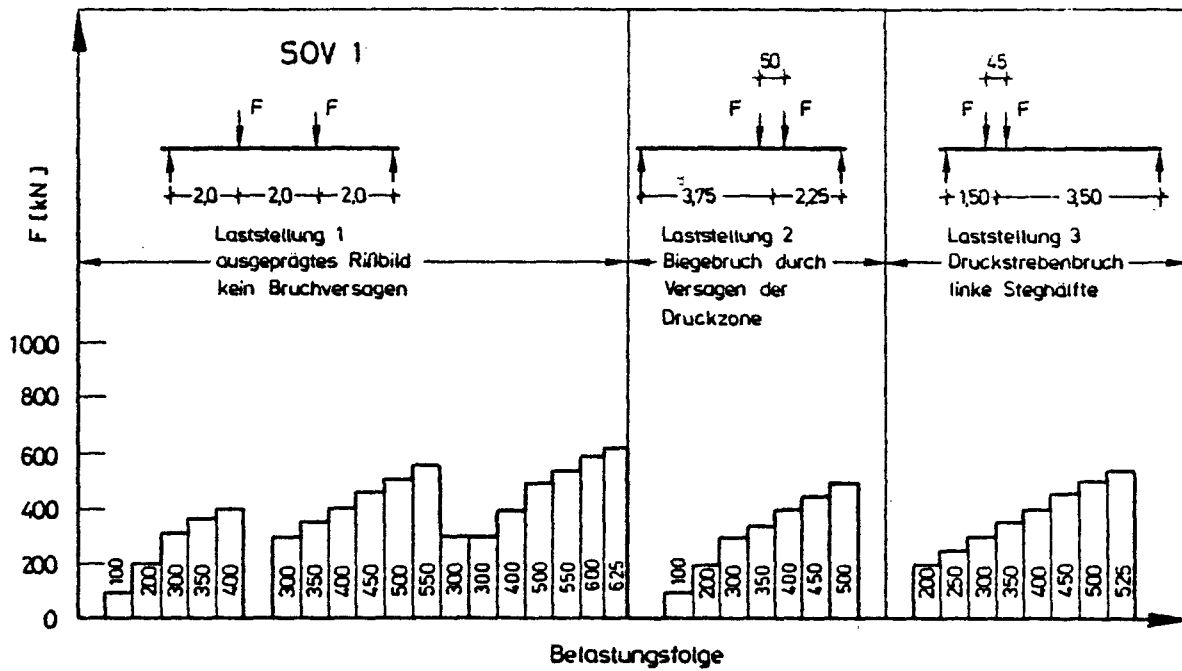 SOV 1
F [kN]
F
F
2,0
2,0
2,0
Laststellung 1
ausgeprägtes Rißbild
kein Bruchversagen
50
F
F
3,75
2,25
Laststellung 2
Biegebruch durch
Versagen der
Druckzone
45
F
F
1,50
3,50
Laststellung 3
Druckstrebenbruch
linke Steghälfte
1000
800
600
400
200
0
100
200
300
350
400
300
350
400
450
500
550
300
300
400
500
550
600
625
100
200
300
350
400
450
500
200
250
300
350
400
450
500
525
Belastungsfolge